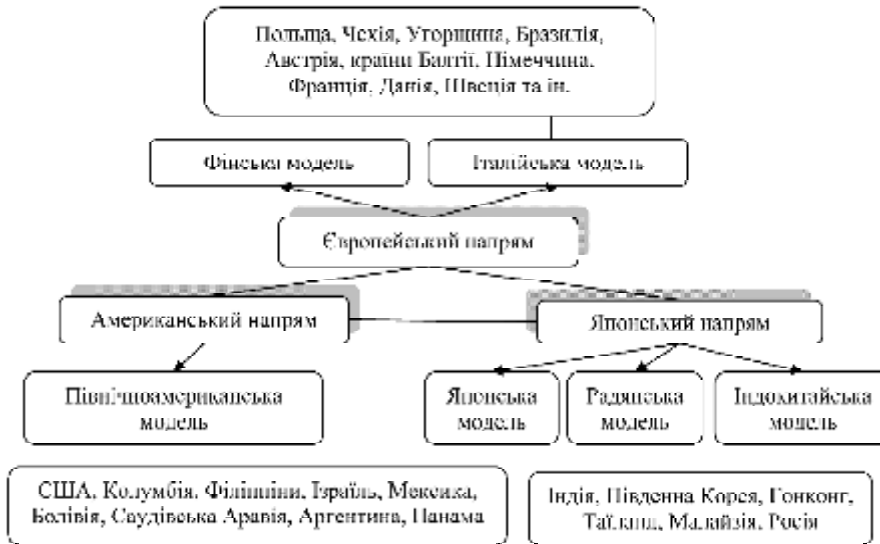 Польща, Чехія, Угорщина, Бразилія,
Австрія, країни Балтії, Німеччина,
Франція, Данія, Швеція та ін.
Фінська модель
Італійська модель
Європейський напрям
Американський напрям
Японський напрям
Північноамериканська
модель
Японська
модель
Радянська
модель
Індокитайська
модель
США, Колумбія, Філіппіни, Ізраїль, Мексика,
Болівія, Саудівська Аравія, Аргентина, Панама
Індія, Південна Корея, Гонконг,
Таїланд, Малайзія, Росія